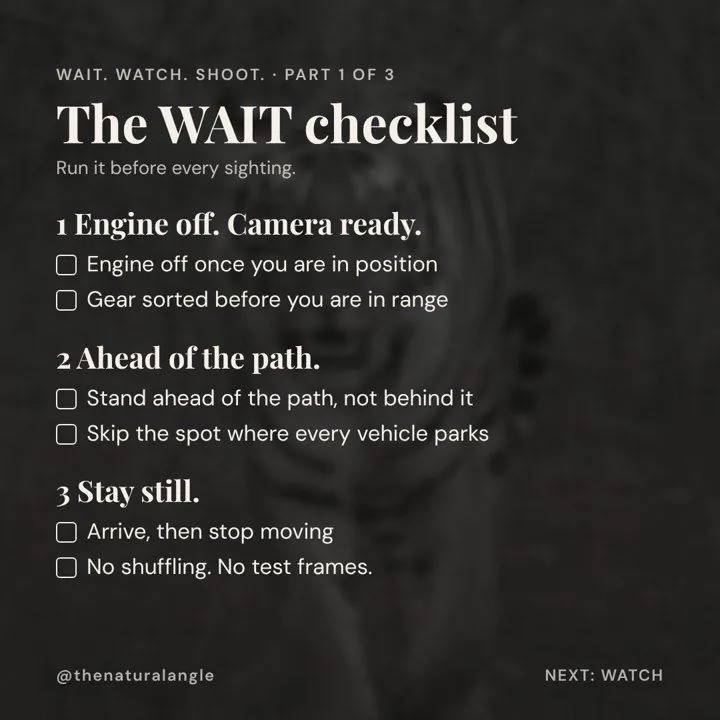 WAIT. WATCH. SHOOT. · PART 1 OF 3
The WAIT checklist
Run it before every sighting.
1 Engine off. Camera ready.
Engine off once you are in position
Gear sorted before you are in range
2 Ahead of the path.
Stand ahead of the path, not behind it
Skip the spot where every vehicle parks
3 Stay still.
Arrive, then stop moving
No shuffling. No test frames.
@thenaturalangle
NEXT: WATCH